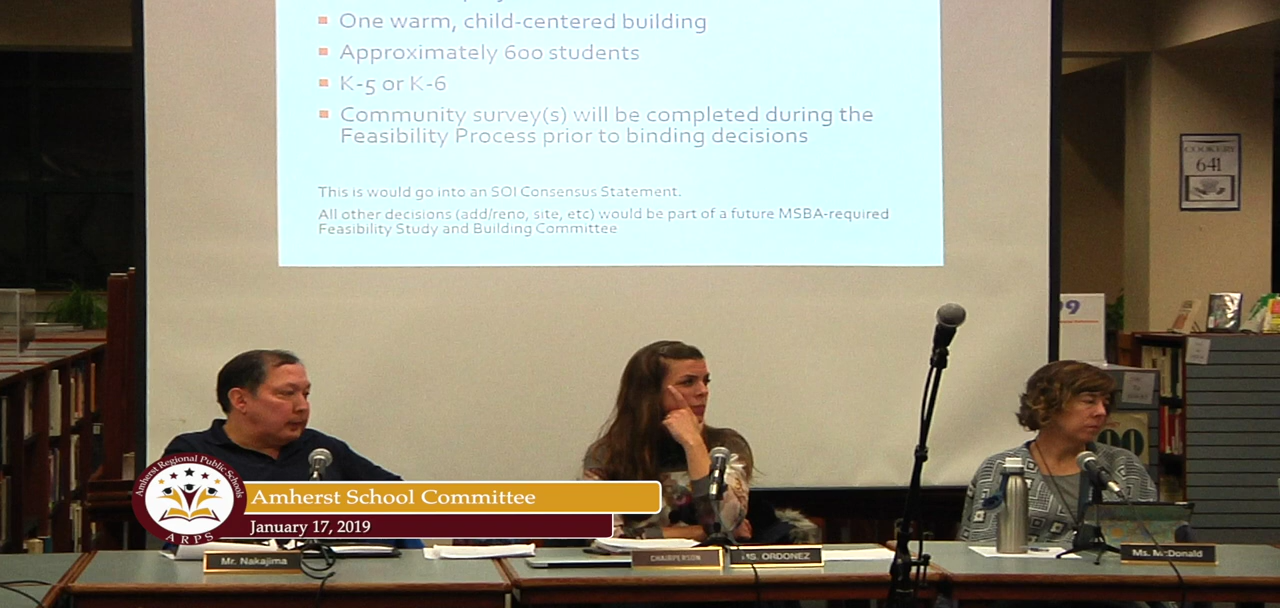 One warm, child-centered building
Approximately 600 students
K-5 or K-6
Community survey(s) will be completed during the
Feasibility Process prior to binding decisions
This is would go into an SOI Consensus Statement.
All other decisions (add/reno, site, etc) would be part of a future MSBA-required
Feasibility Study and Building Committee
COOKERY
641
99
00
Amherst Regional Public Schools
ARPS
Amherst School Committee
January 17, 2019
Mr. Nakajima
CHAIRPERSON
MS. ORDONEZ
Ms. McDonald